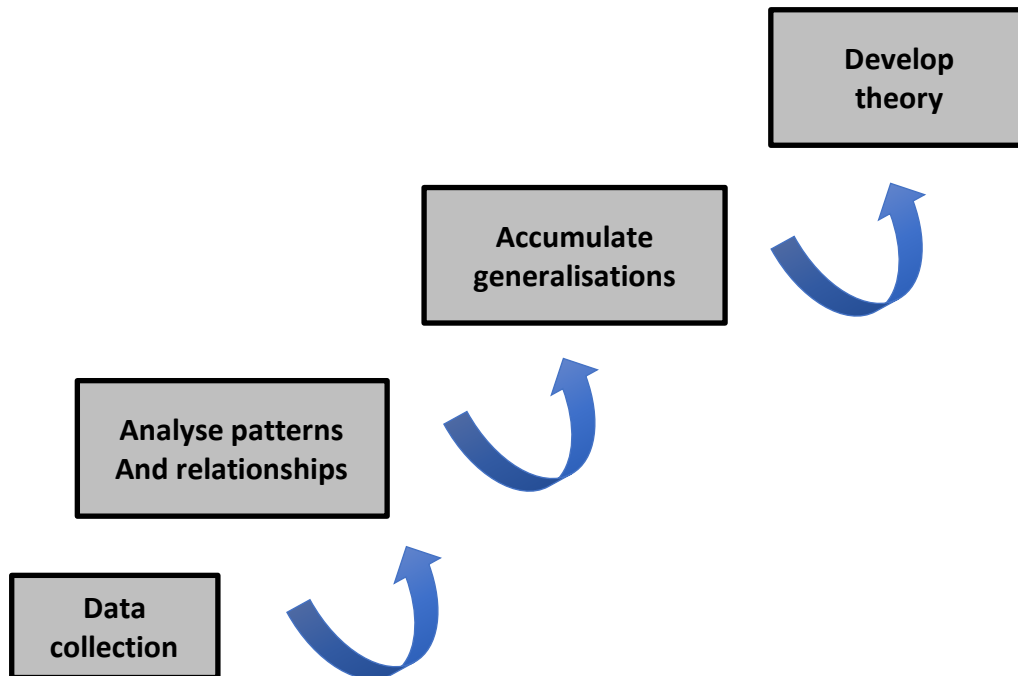 Develop
theory
Accumulate
generalisations
Analyse patterns
And relationships
Data
collection